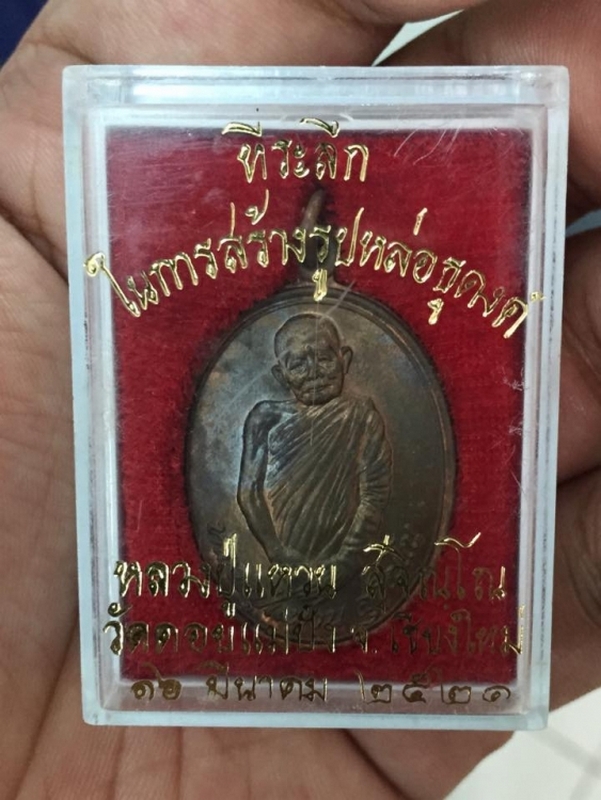 ที่ระลึก
ในการสร้างรูปหล่อธุดงค์
หลวงปู่แหวน สุจิณฺโณ
วัดดอยแม่ปั๋ง จ.เชียงใหม่
๑๖ มีนาคม ๒๕๒๑